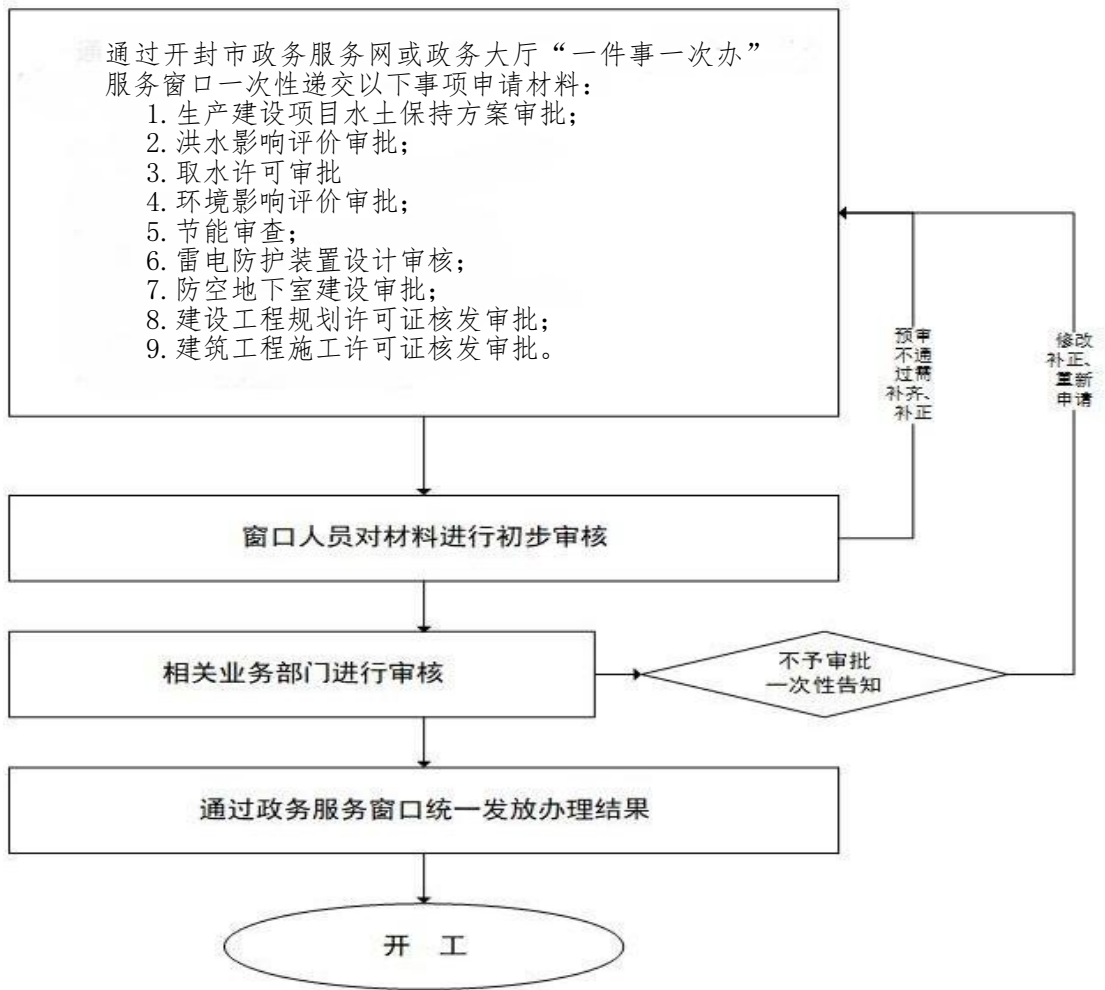 通过开封市政务服务网或政务大厅“一件事一次办”
服务窗口一次性递交以下事项申请材料：
1.生产建设项目水土保持方案审批；
2.洪水影响评价审批；
3.取水许可审批
4.环境影响评价审批；
5.节能审查；
6.雷电防护装置设计审核；
7.防空地下室建设审批；
8.建设工程规划许可证核发审批；
9.建筑工程施工许可证核发审批。
预审
不通
过需
补齐、
补正
修改
补正、
重新
申请
窗口人员对材料进行初步审核
相关业务部门进行审核
不予审批
一次性告知
通过政务服务窗口统一发放办理结果
开 工